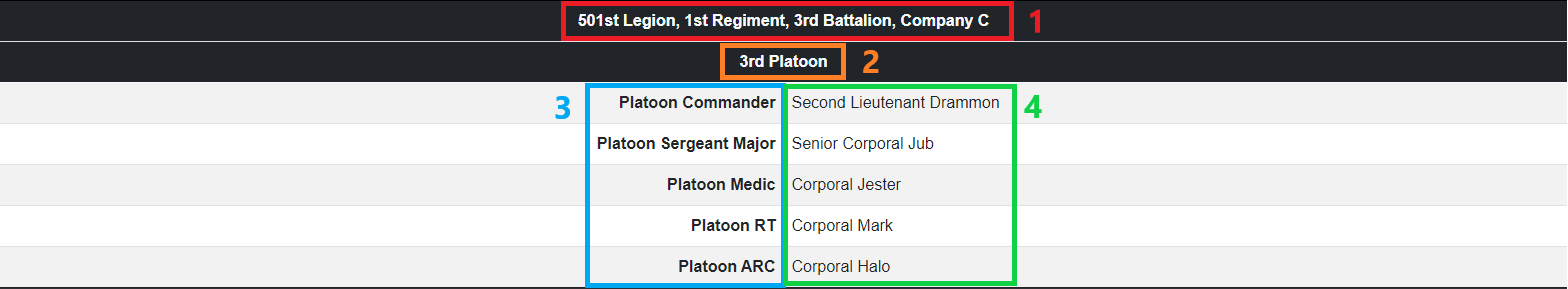 501st Legion, 1st Regiment, 3rd Battalion, Company C 1
3rd Platoon 2
3 Platoon Commander Second Lieutenant Drammon 4
Platoon Sergeant Major Senior Corporal Jub
Platoon Medic Corporal Jester
Platoon RT Corporal Mark
Platoon ARC Corporal Halo